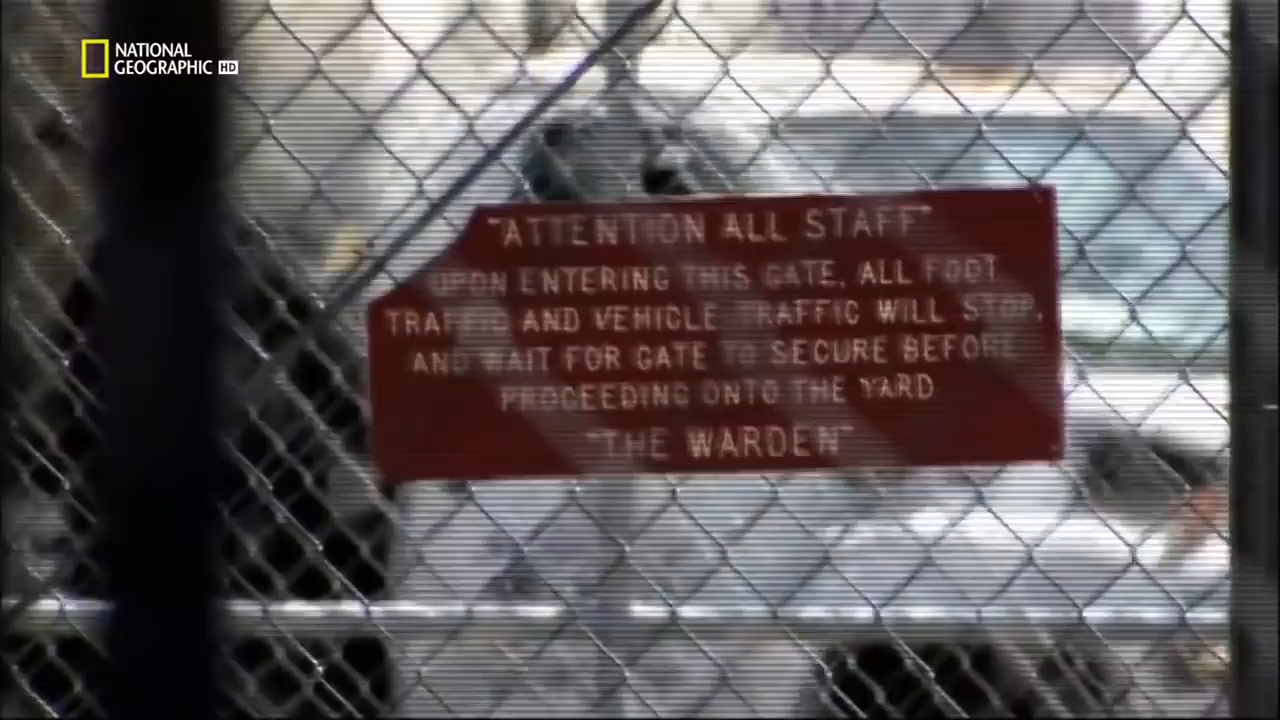 NATIONAL
GEOGRAPHIC HD
"ATTENTION ALL STAFF"
UPON ENTERING THIS GATE, ALL FOOT
TRAFFIC AND VEHICLE TRAFFIC WILL STOP,
AND WAIT FOR GATE TO SECURE BEFORE
PROCEEDING ONTO THE YARD
"THE WARDEN"